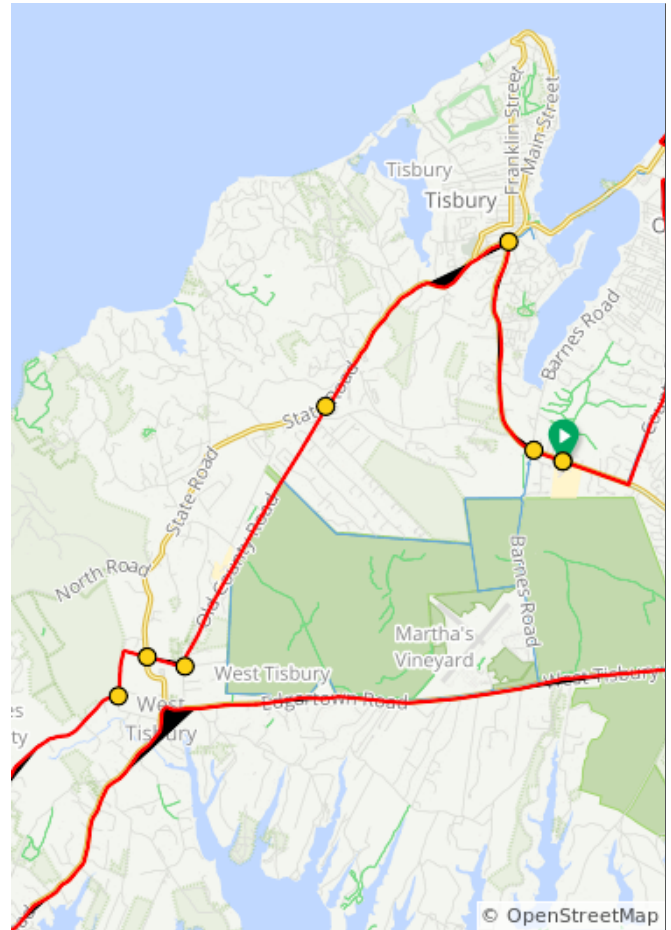 Franklin Street
Main Street
Tisbury
Tisbury
Barnes Road
State Road
State Road
Old County Road
North Road
Barnes Road
Martha's
Vineyard
West Tisbury
West Tisbury
Edgartown Road
West
Tisbury
© OpenStreetMap